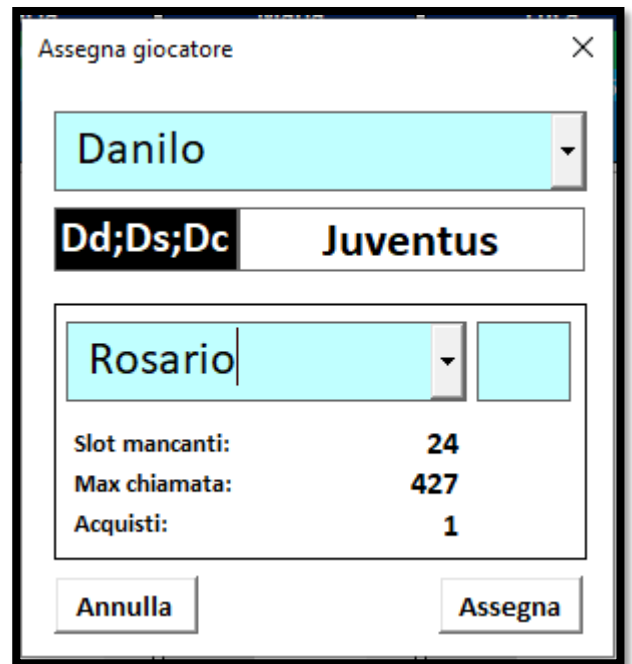 Assegna giocatore
Danilo
Dd;Ds;Dc Juventus
Rosario
Slot mancanti: 24
Max chiamata: 427
Acquisti: 1
Annulla Assegna